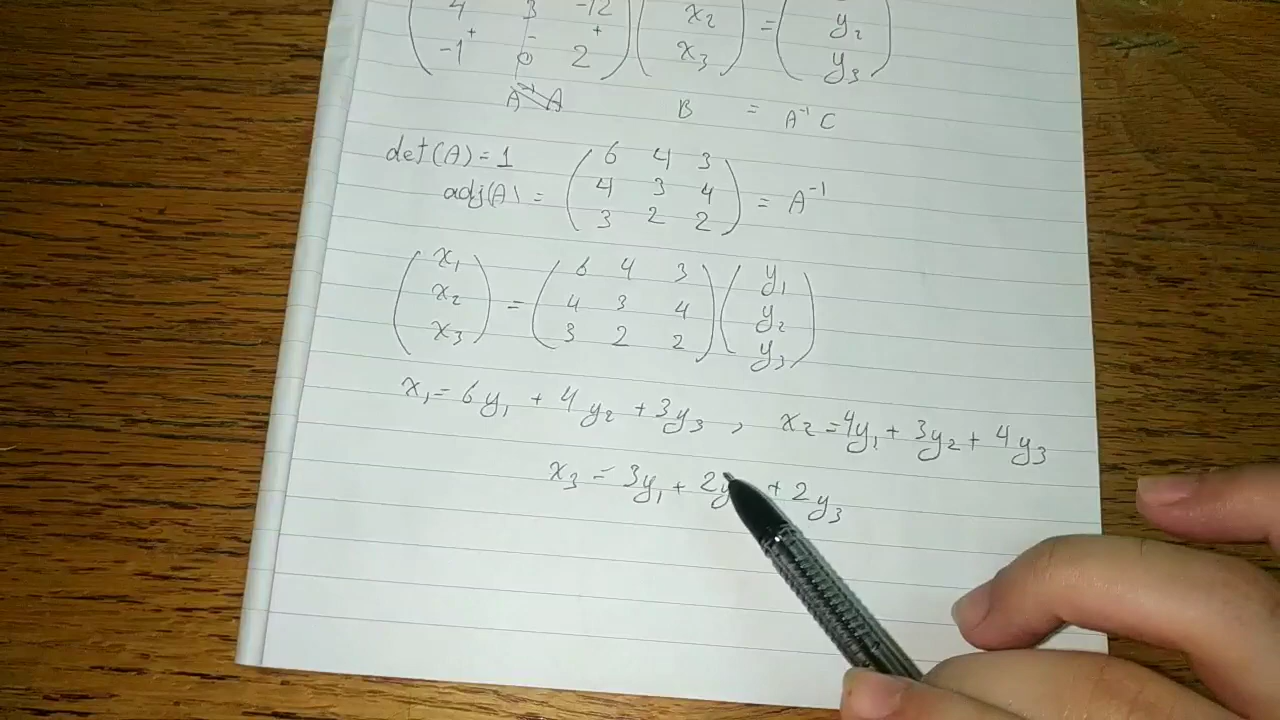 4 3 -12 x₂ = y₂
-1⁺ 0⁻ 2⁺ x₃ y₃
A⁻¹A B = A⁻¹ C
det(A) = 1
6 4 3
adj(A) = 4 3 4 = A⁻¹
3 2 2
x₁ 6 4 3 y₁
x₂ = 4 3 4 y₂
x₃ 3 2 2 y₃
x₁ = 6y₁ + 4y₂ + 3y₃ , x₂ = 4y₁ + 3y₂ + 4y₃
x₃ = 3y₁ + 2y + 2y₃